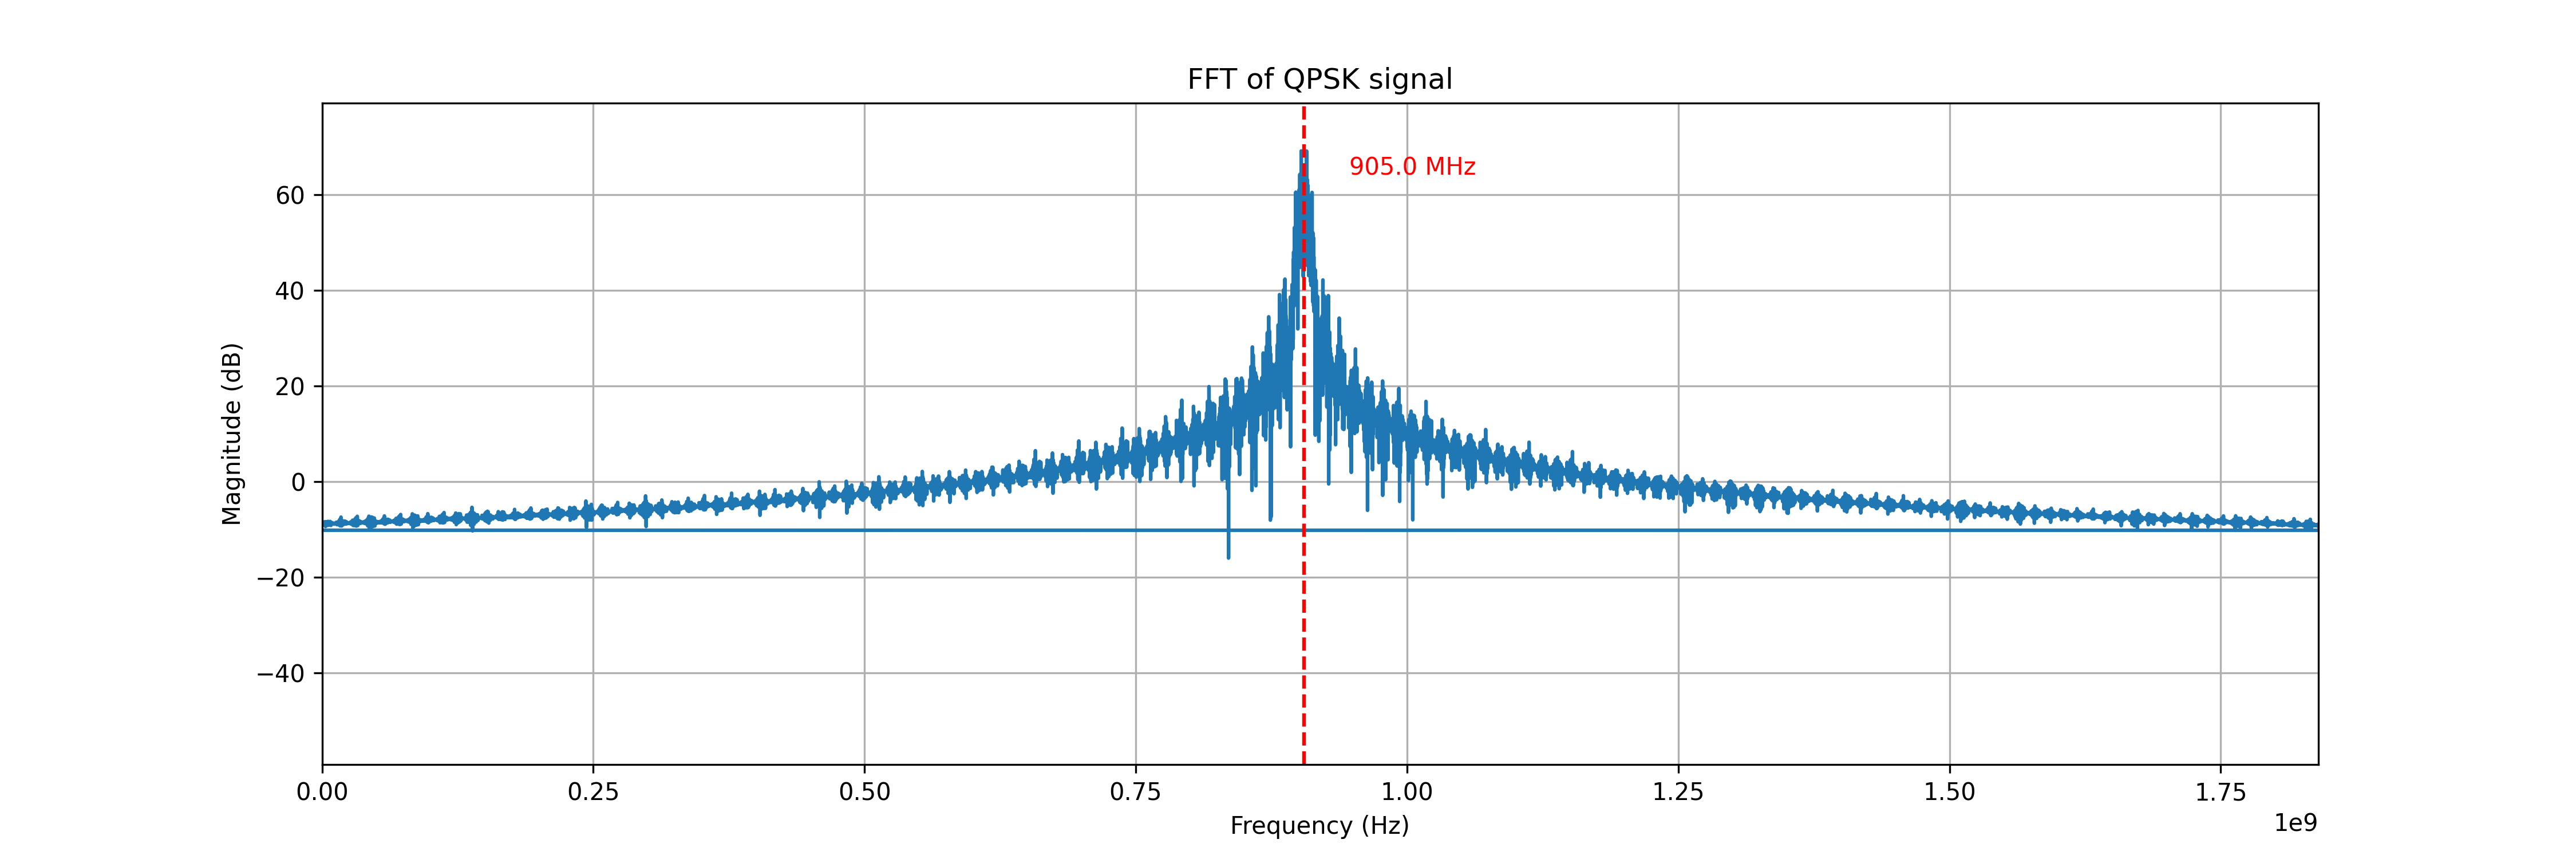 FFT of QPSK signal
905.0 MHz
60
40
20
0
−20
−40
Magnitude (dB)
0.00 0.25 0.50 0.75 1.00 1.25 1.50 1.75
1e9
Frequency (Hz)